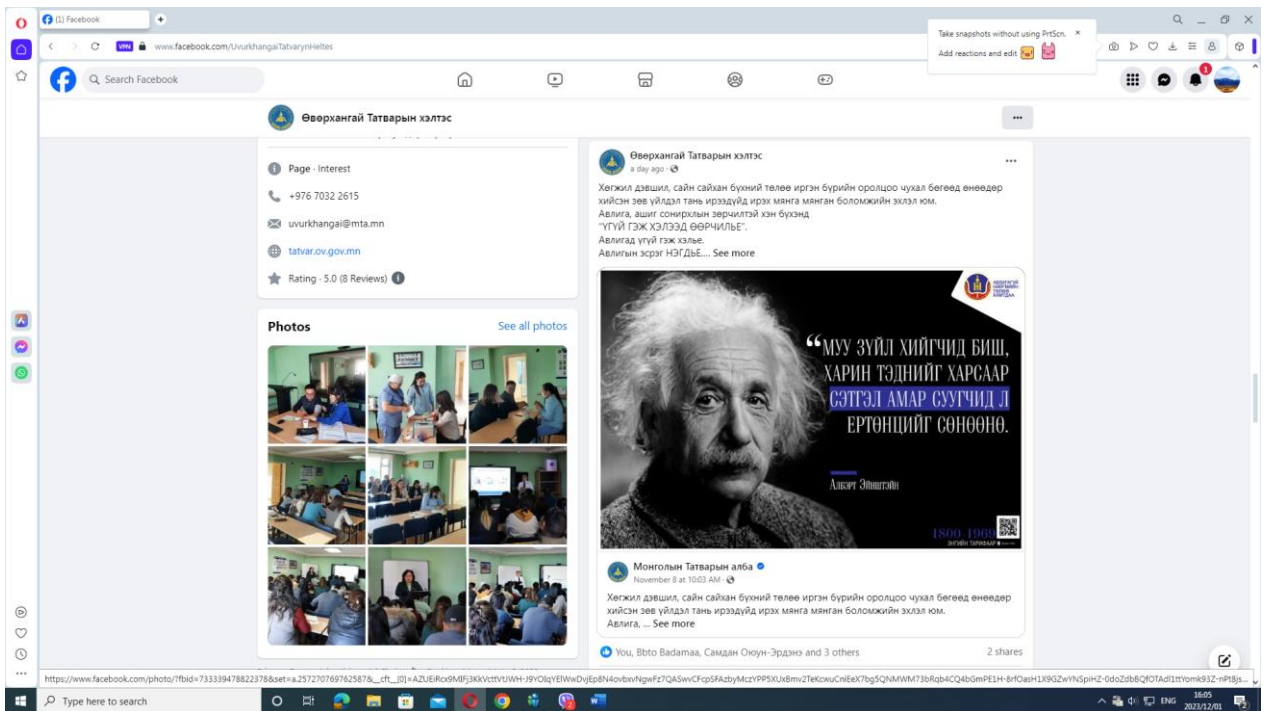 (1) Facebook
Take snapshots without using PrtScn.
Add reactions and edit
VPN
www.facebook.com/UvurkhangaiTatvarynHeltes
Search Facebook
1
Өвөрхангай Татварын хэлтэс
Page · Interest
+976 7032 2615
uvurkhangai@mta.mn
tatvar.ov.gov.mn
Rating · 5.0 (8 Reviews)
Photos
See all photos
Өвөрхангай Татварын хэлтэс
a day ago
Хөгжил дэвшил, сайн сайхан бүхний төлөө иргэн бүрийн оролцоо чухал бөгөөд өнөөдөр
хийсэн зөв үйлдэл тань ирээдүйд ирэх мянга мянган боломжийн эхлэл юм.
Авлига, ашиг сонирхлын зөрчилтэй хэн бүхэнд
"ҮГҮЙ ГЭЖ ХЭЛЭЭД ӨӨРЧИЛЬЕ".
Авлигад үгүй гэж хэлье.
Авлигын эсрэг НЭГДЬЕ.... See more
“МУУ ЗҮЙЛ ХИЙГЧИД БИШ,
ХАРИН ТЭДНИЙГ ХАРСААР
СЭТГЭЛ АМАР СУУГЧИД Л
ЕРТӨНЦИЙГ СӨНӨӨНӨ.
Альберт Эйнштэйн
1800-1969
Монголын Татварын алба
November 8 at 10:03 AM
Хөгжил дэвшил, сайн сайхан бүхний төлөө иргэн бүрийн оролцоо чухал бөгөөд өнөөдөр
хийсэн зөв үйлдэл тань ирээдүйд ирэх мянга мянган боломжийн эхлэл юм.
Авлига, ... See more
You, Bbto Badamaa, Самдан Оюун-Эрдэнэ and 3 others
2 shares
Type here to search
ENG
16:05
2023/12/01